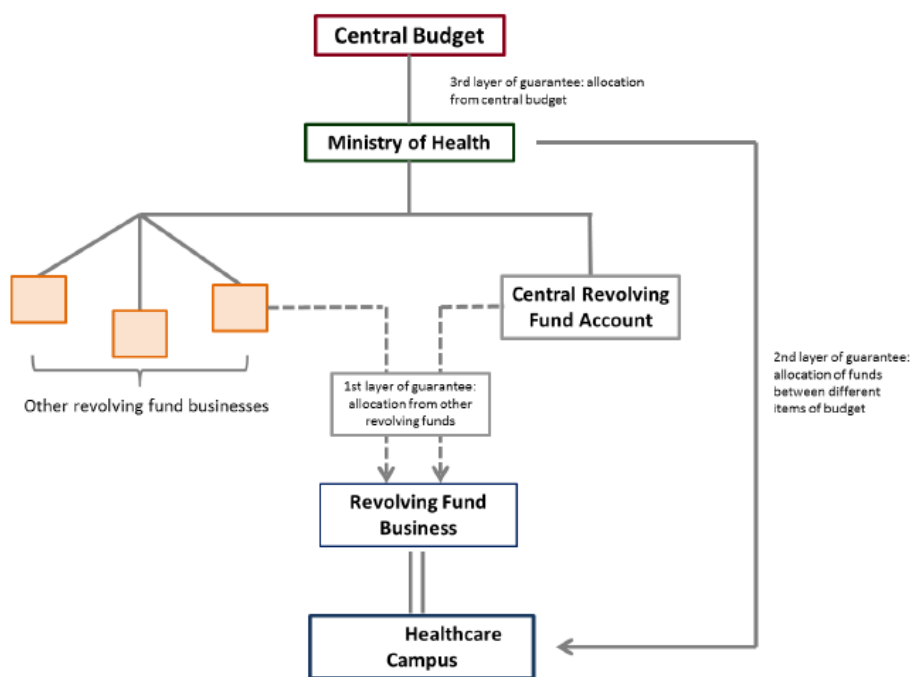 Central Budget
3rd layer of guarantee: allocation
from central budget
Ministry of Health
Central Revolving
Fund Account
2nd layer of guarantee:
allocation of funds
between different
items of budget
1st layer of guarantee:
allocation from other
revolving funds
Other revolving fund businesses
Revolving Fund
Business
Healthcare
Campus